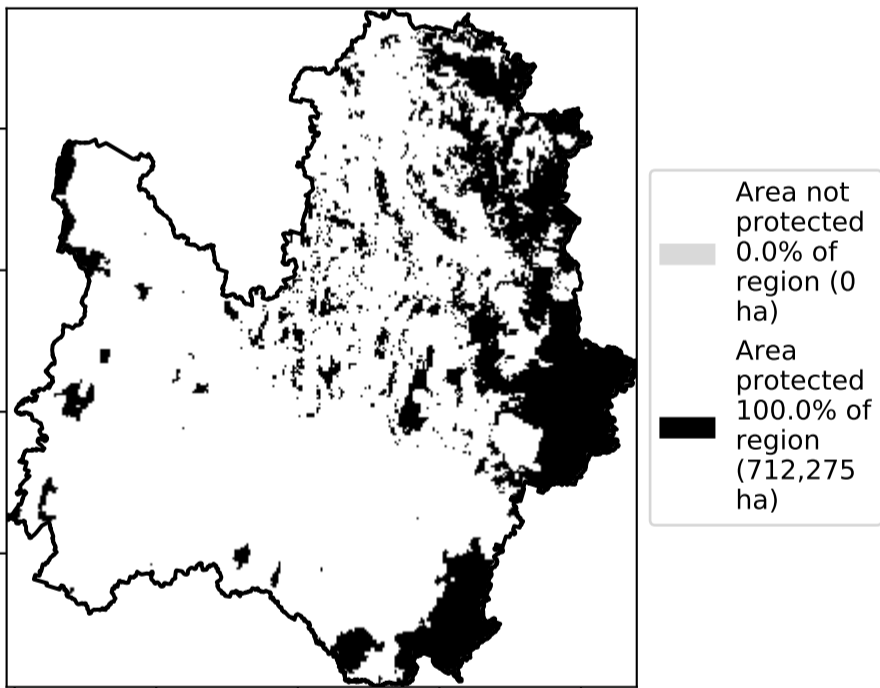 Area not
protected
0.0% of
region (0
ha)
Area
protected
100.0% of
region
(712,275
ha)